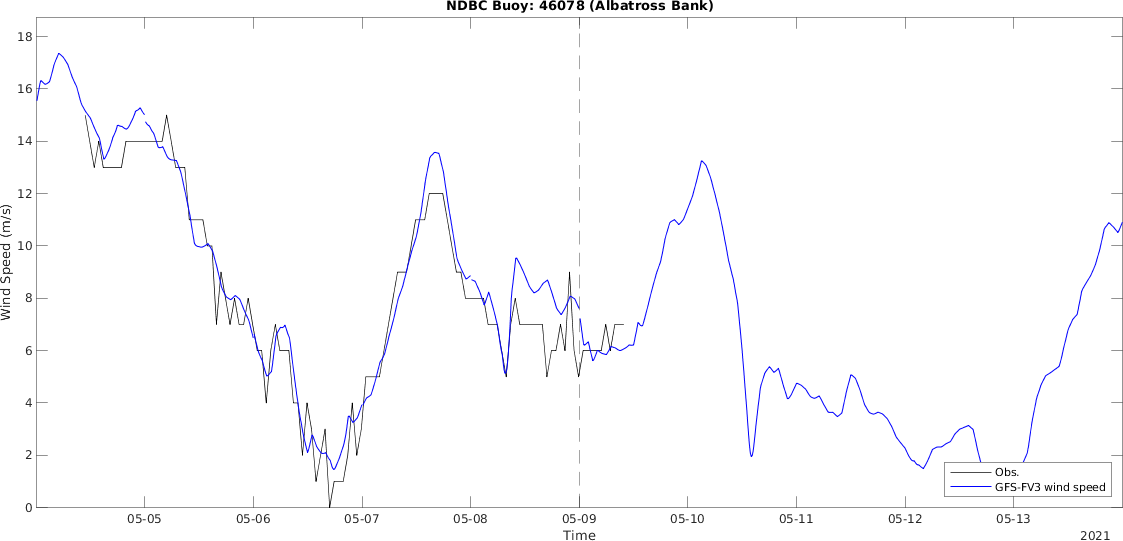 NDBC Buoy: 46078 (Albatross Bank)
18
16
14
12
10
8
6
4
2
0
Wind Speed (m/s)
Obs.
GFS-FV3 wind speed
05-05 05-06 05-07 05-08 05-09 05-10 05-11 05-12 05-13
Time
2021